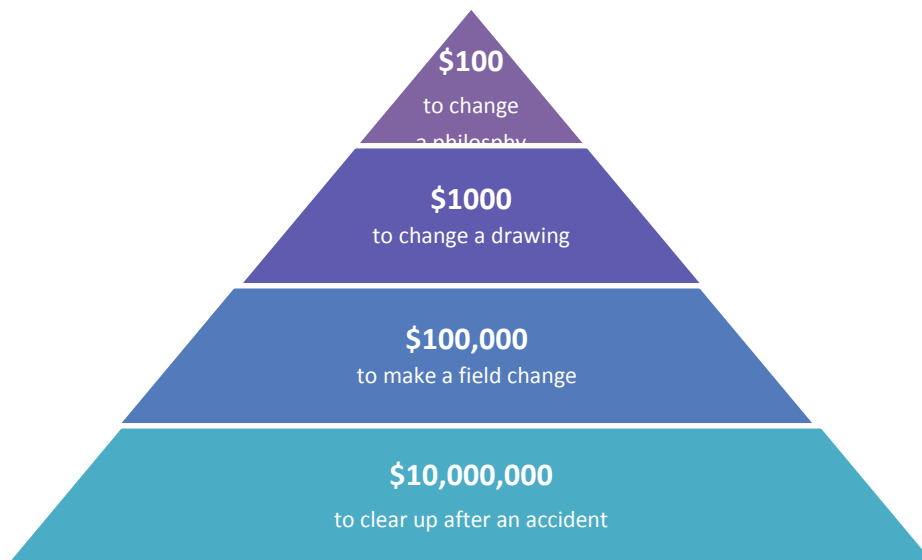 $100
to change
a philosphy
$1000
to change a drawing
$100,000
to make a field change
$10,000,000
to clear up after an accident